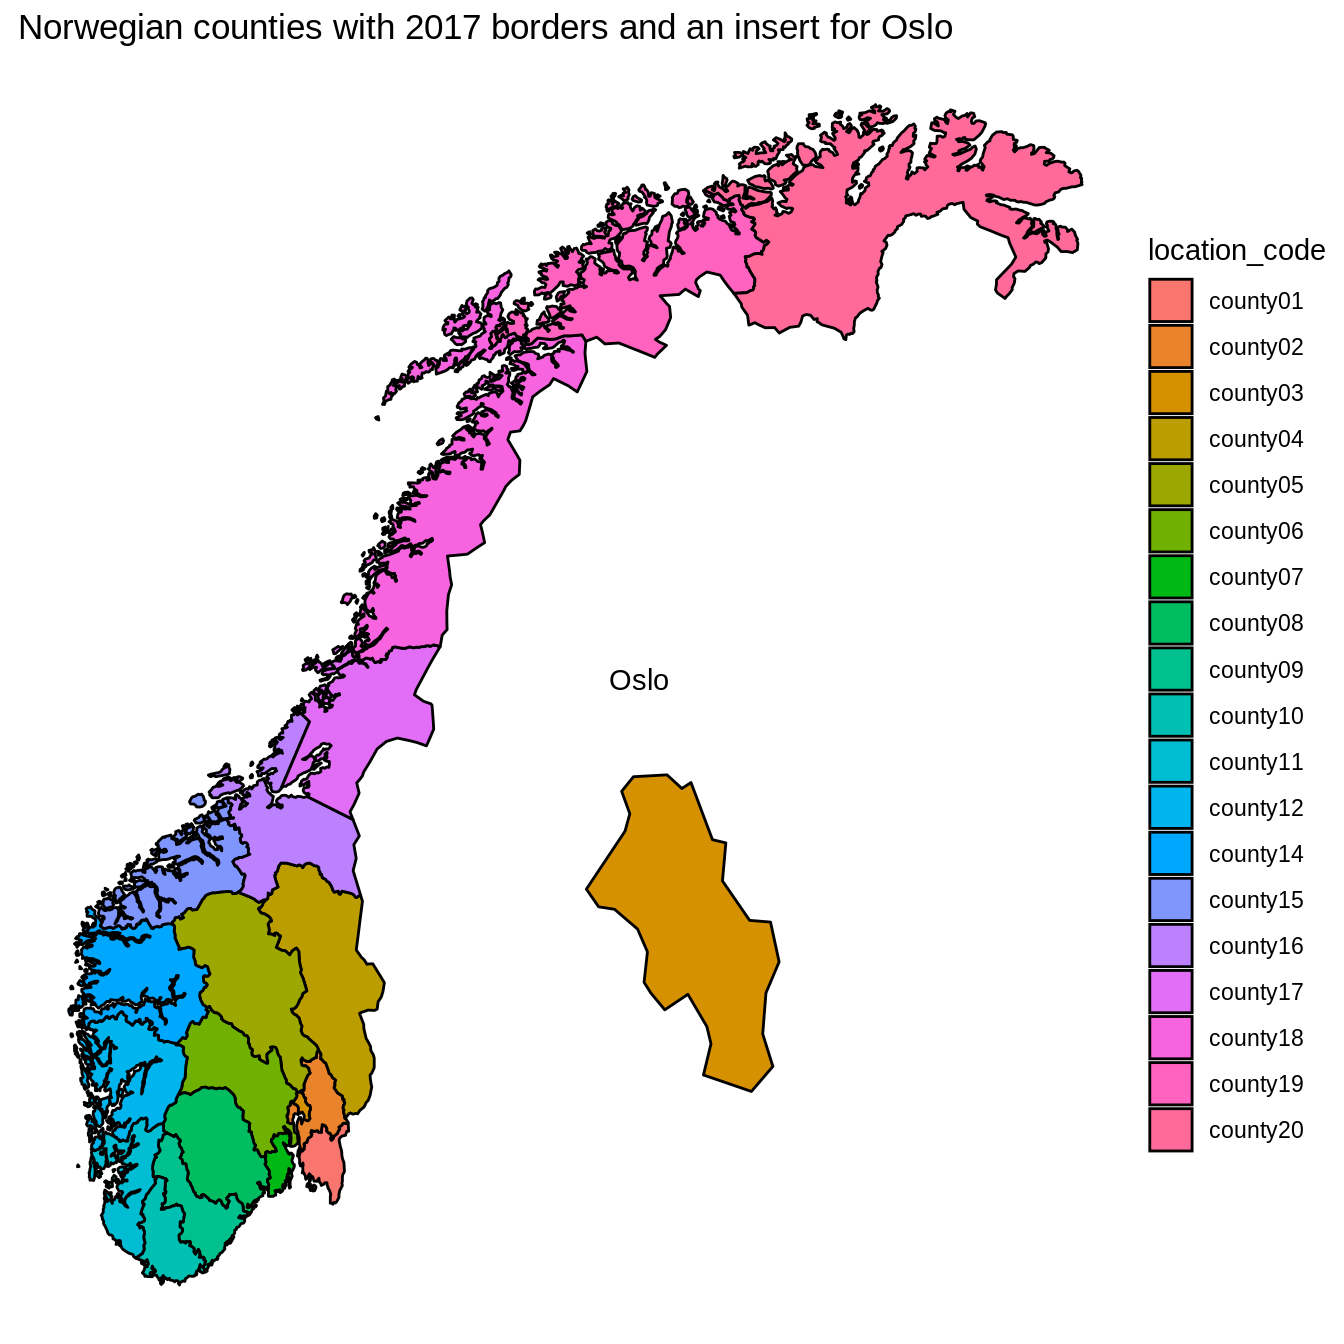 Norwegian counties with 2017 borders and an insert for Oslo
location_code
county01
county02
county03
county04
county05
county06
county07
county08
county09
county10
county11
county12
county14
county15
county16
county17
county18
county19
county20
Oslo